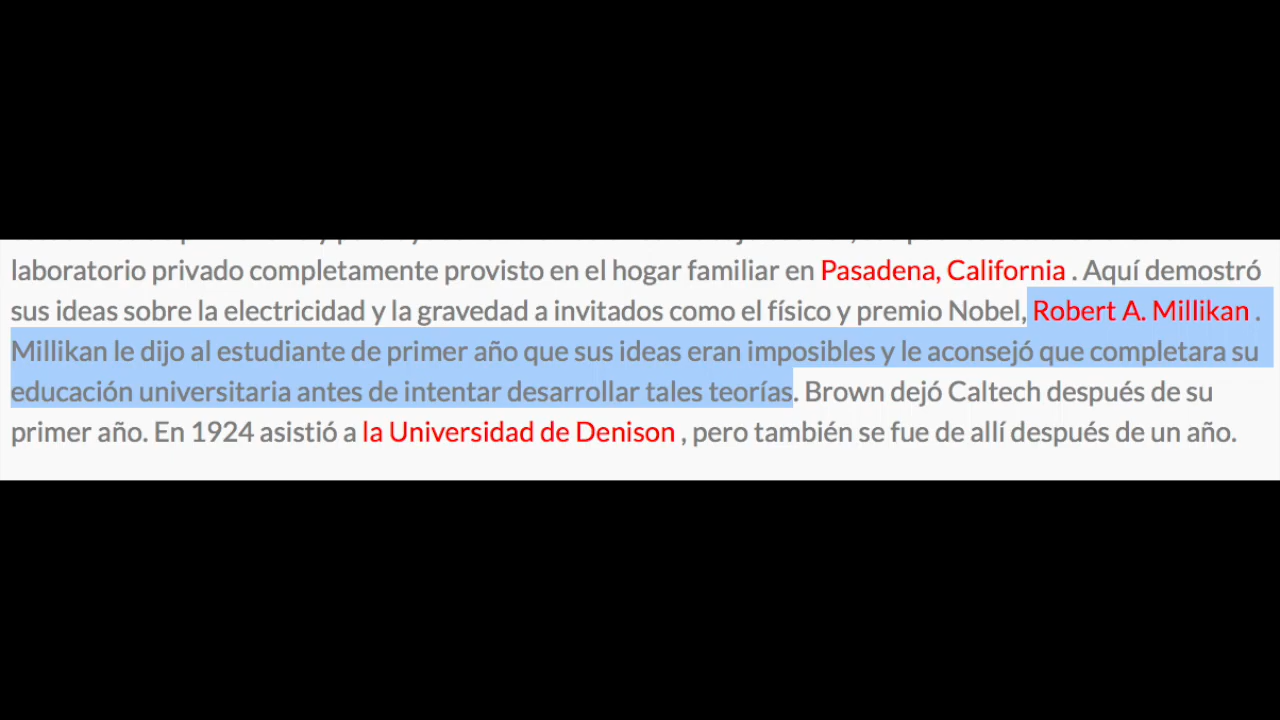 laboratorio privado completamente provisto en el hogar familiar en Pasadena, California . Aquí demostró
sus ideas sobre la electricidad y la gravedad a invitados como el físico y premio Nobel, Robert A. Millikan .
Millikan le dijo al estudiante de primer año que sus ideas eran imposibles y le aconsejó que completara su
educación universitaria antes de intentar desarrollar tales teorías. Brown dejó Caltech después de su
primer año. En 1924 asistió a la Universidad de Denison , pero también se fue de allí después de un año.